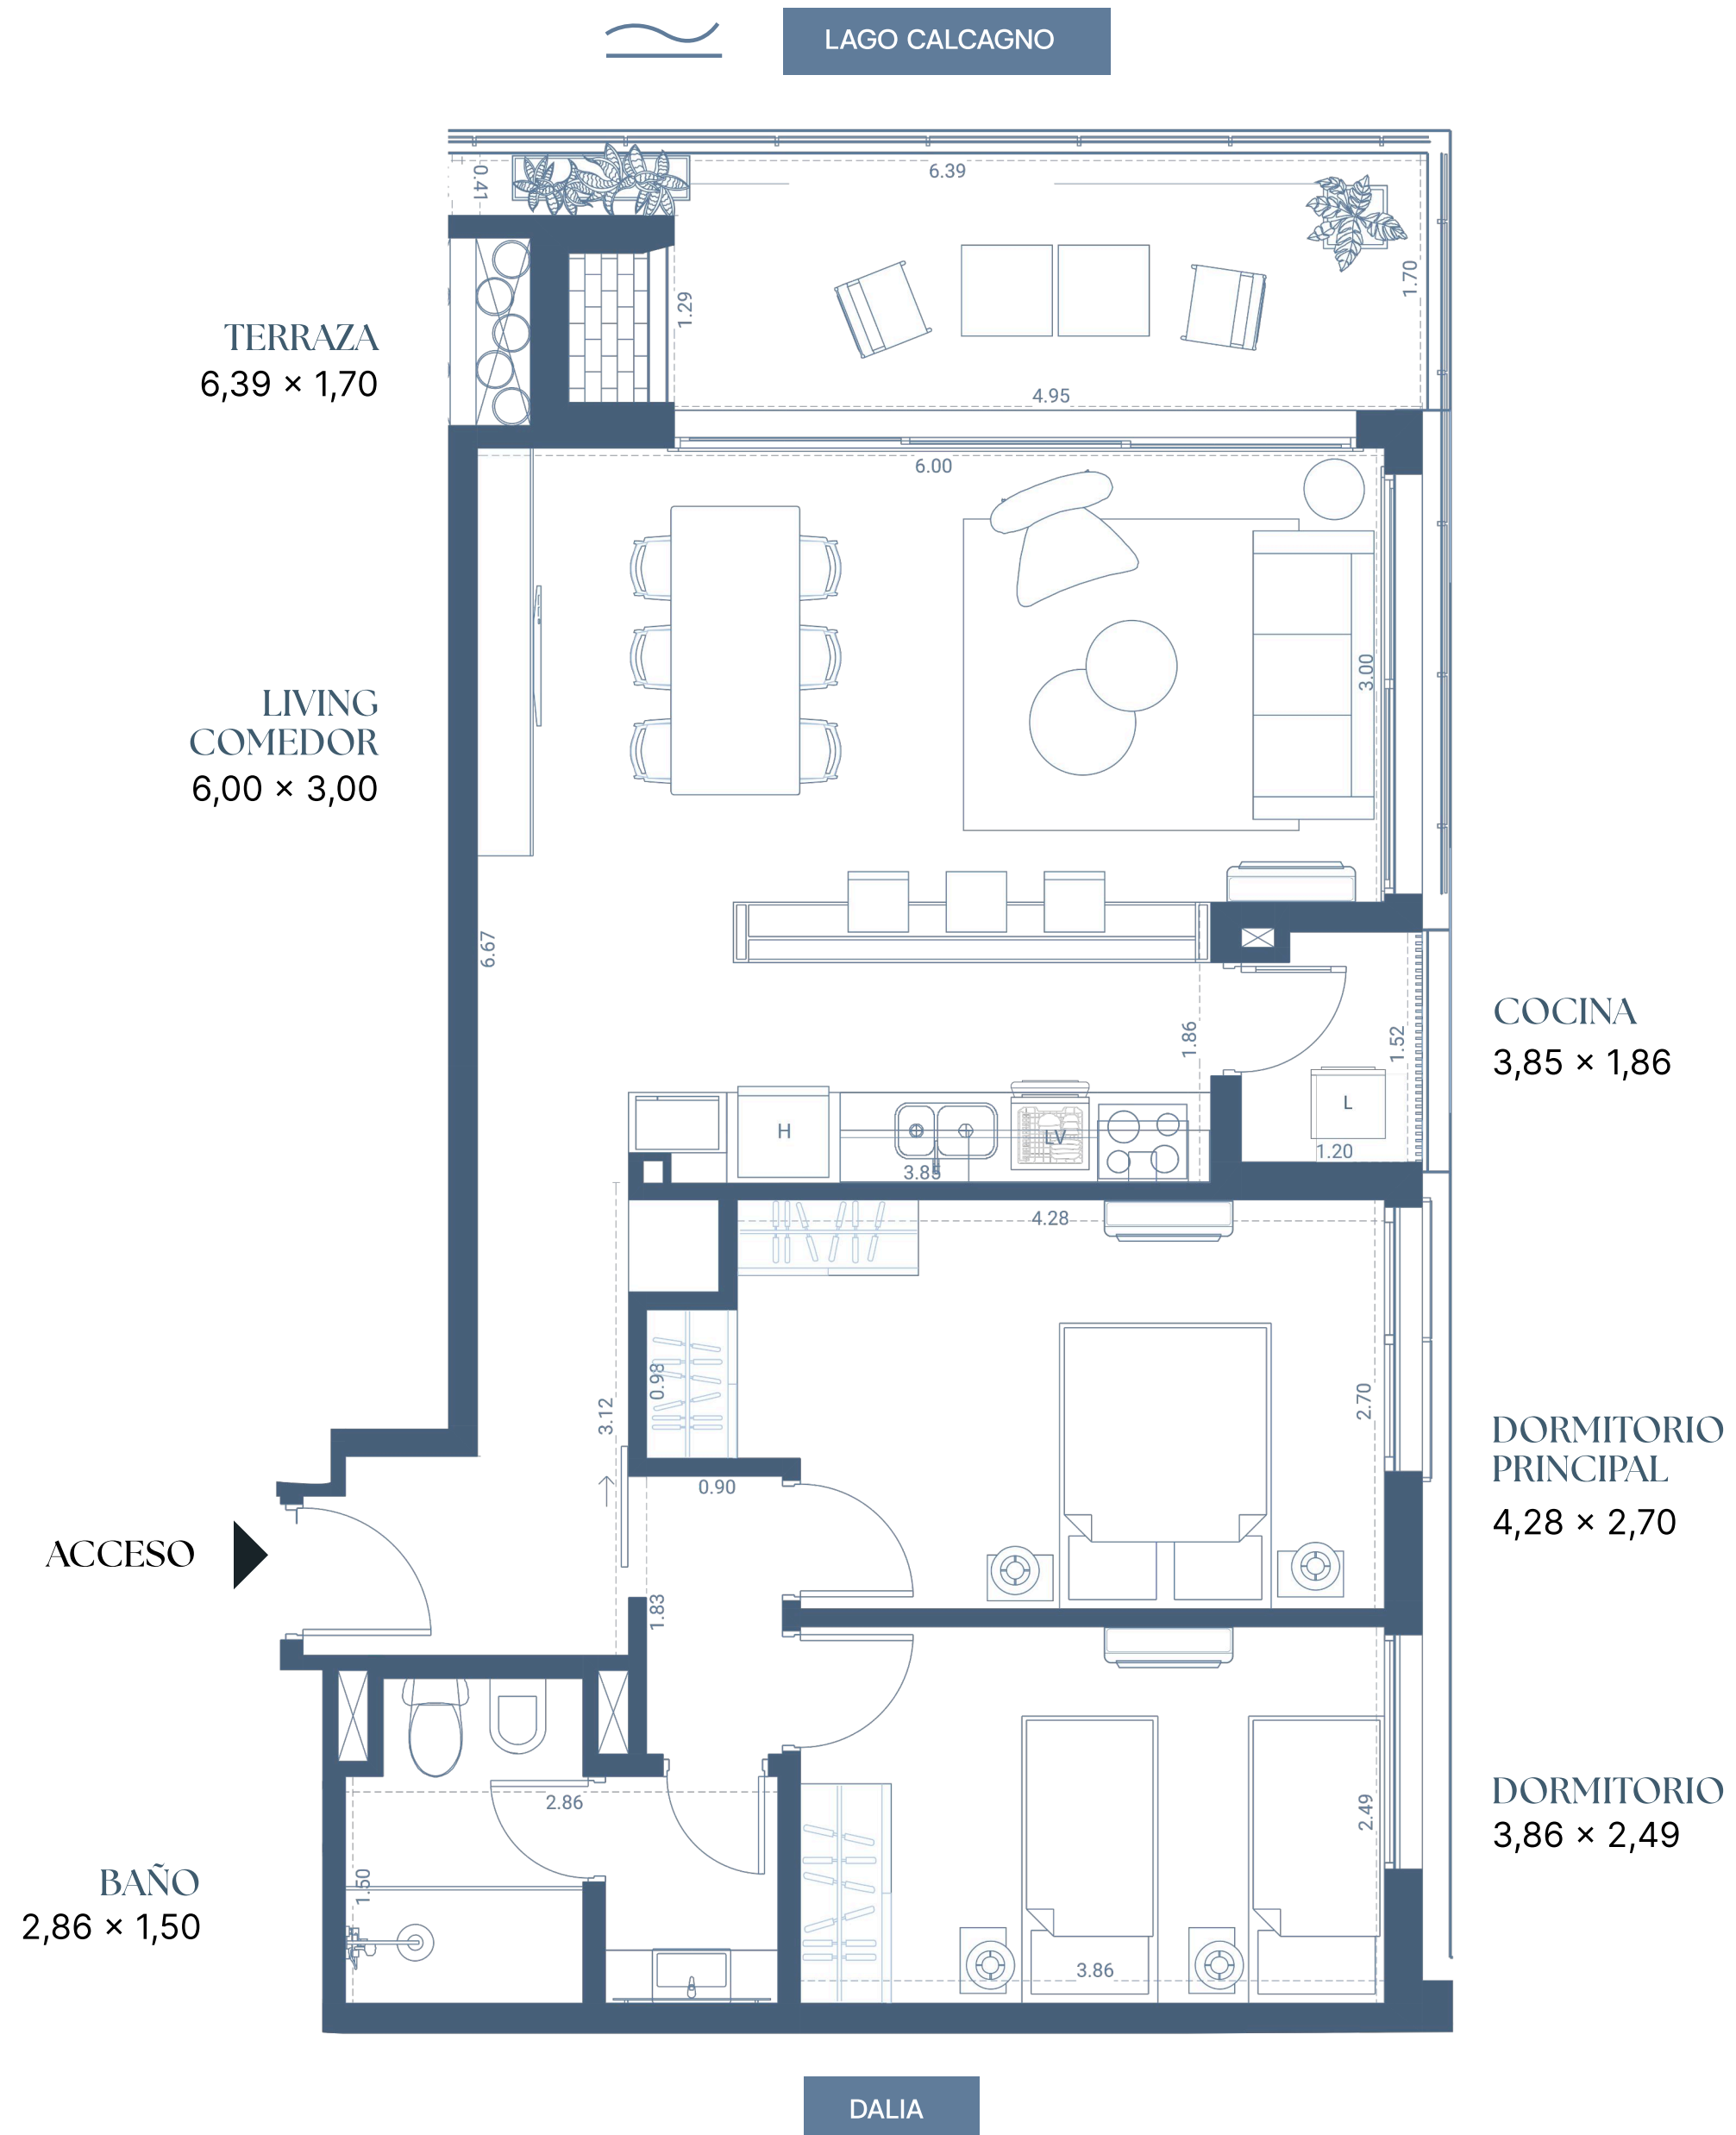 LAGO CALCAGNO
0.41
6.39
1.70
1.29
4.95
TERRAZA
6,39 × 1,70
6.00
3.00
LIVING
COMEDOR
6,00 × 3,00
6.67
1.86
1.52
COCINA
3,85 × 1,86
H
LV
L
3.85
1.20
4.28
0.98
3.12
2.70
DORMITORIO
PRINCIPAL
4,28 × 2,70
0.90
ACCESO
1.83
2.86
2.49
DORMITORIO
3,86 × 2,49
1.50
BAÑO
2,86 × 1,50
3.86
DALIA